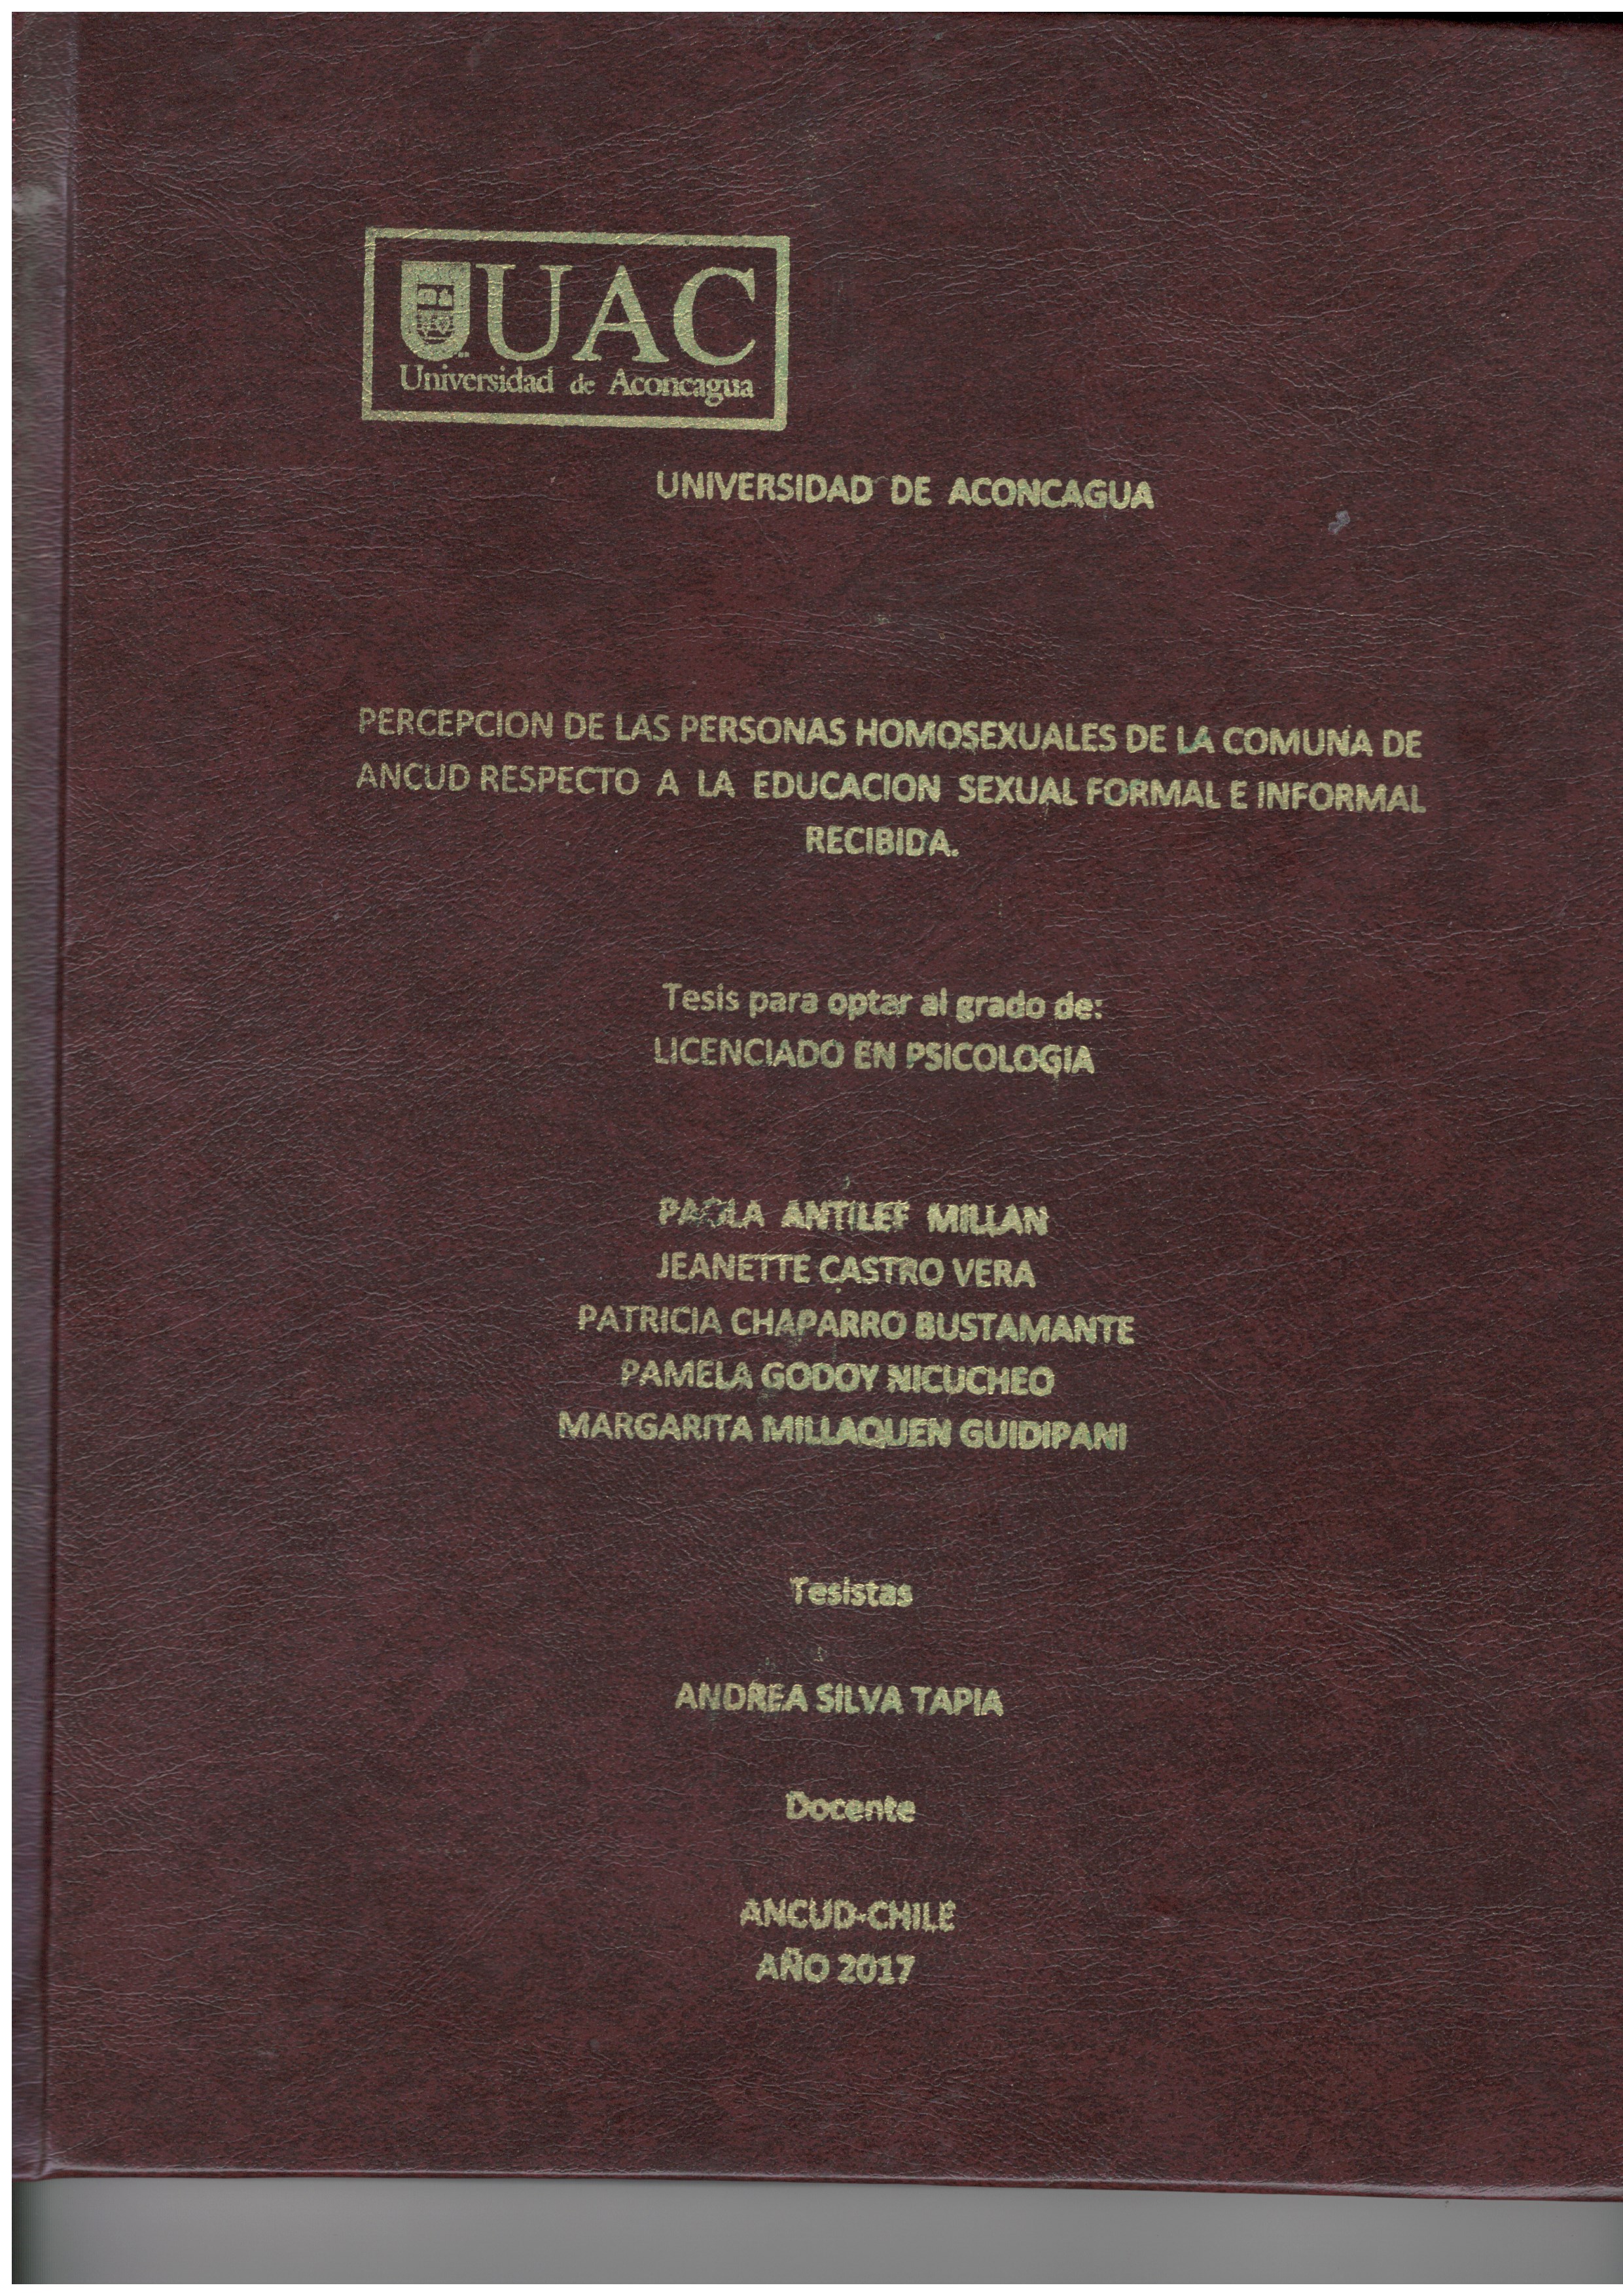 UAC
Universidad de Aconcagua
UNIVERSIDAD DE ACONCAGUA
PERCEPCION DE LAS PERSONAS HOMOSEXUALES DE LA COMUNA DE
ANCUD RESPECTO A LA EDUCACION SEXUAL FORMAL E INFORMAL
RECIBIDA.
Tesis para optar al grado de:
LICENCIADO EN PSICOLOGIA
PAOLA ANTILEF MILLAN
JEANETTE CASTRO VERA
PATRICIA CHAPARRO BUSTAMANTE
PAMELA GODOY NICUCHEO
MARGARITA MILLAQUEN GUIDIPANI
Tesistas
ANDREA SILVA TAPIA
Docente
ANCUD-CHILE
AÑO 2017